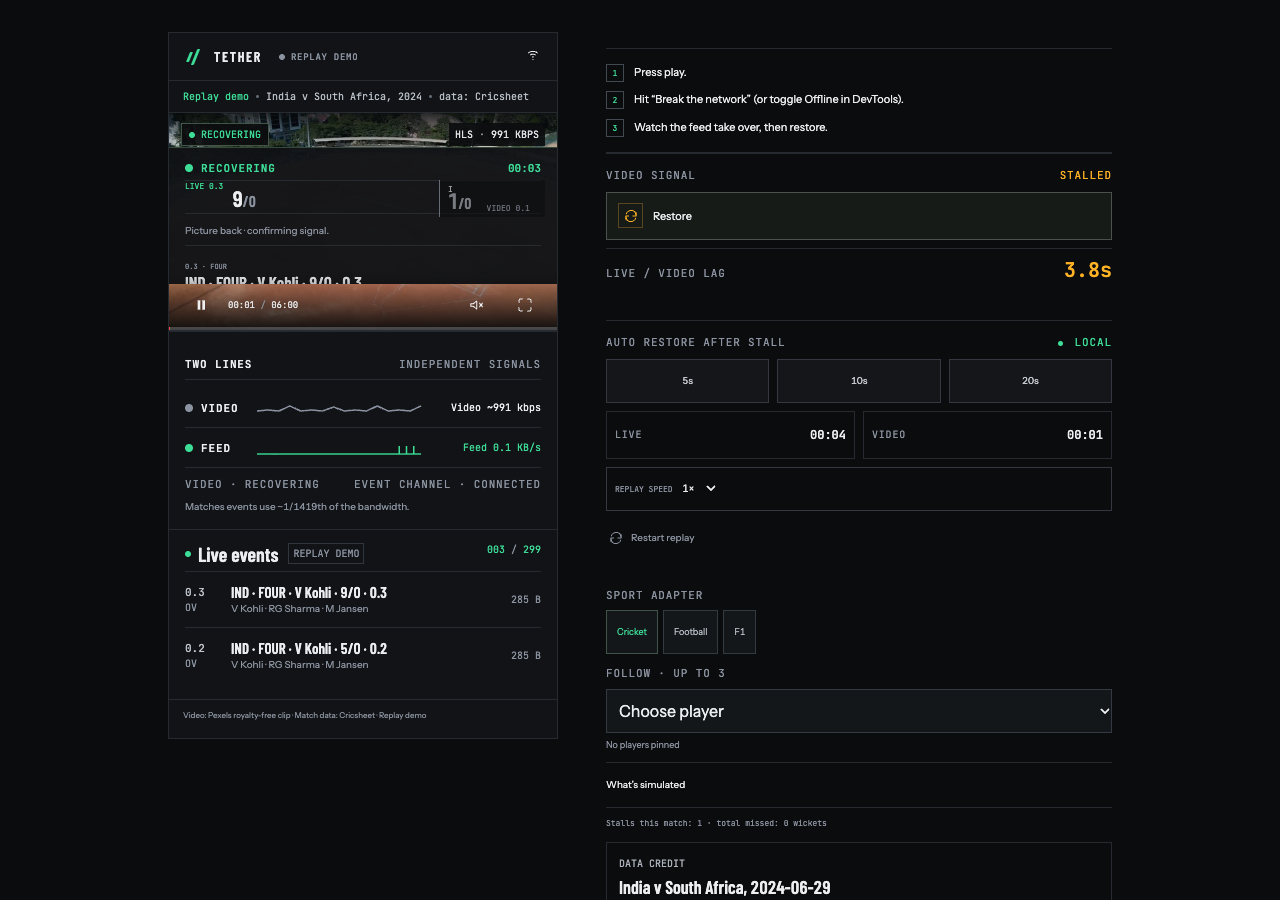 TETHER
REPLAY DEMO
Replay demo • India v South Africa, 2024 • data: Cricsheet
RECOVERING
HLS · 991 KBPS
RECOVERING
00:03
LIVE 0.3
9/0
1/0
VIDEO 0.1
Picture back · confirming signal.
0.3 · FOUR
IND · FOUR · V Kohli · 9/0 · 0.3
00:01 / 06:00
TWO LINES
INDEPENDENT SIGNALS
VIDEO
Video ~991 kbps
FEED
Feed 0.1 KB/s
VIDEO · RECOVERING
EVENT CHANNEL · CONNECTED
Matches events use ~1/1419th of the bandwidth.
Live events
REPLAY DEMO
003 / 299
0.3
OV
IND · FOUR · V Kohli · 9/0 · 0.3
V Kohli · RG Sharma · M Jansen
285 B
0.2
OV
IND · FOUR · V Kohli · 5/0 · 0.2
V Kohli · RG Sharma · M Jansen
285 B
Video: Pexels royalty-free clip · Match data: Cricsheet · Replay demo
1 Press play.
2 Hit “Break the network” (or toggle Offline in DevTools).
3 Watch the feed take over, then restore.
VIDEO SIGNAL
STALLED
Restore
LIVE / VIDEO LAG
3.8s
AUTO RESTORE AFTER STALL
LOCAL
5s
10s
20s
LIVE
00:04
VIDEO
00:01
REPLAY SPEED
1×
Restart replay
SPORT ADAPTER
Cricket
Football
F1
FOLLOW · UP TO 3
Choose player
No players pinned
What's simulated
Stalls this match: 1 · total missed: 0 wickets
DATA CREDIT
India v South Africa, 2024-06-29